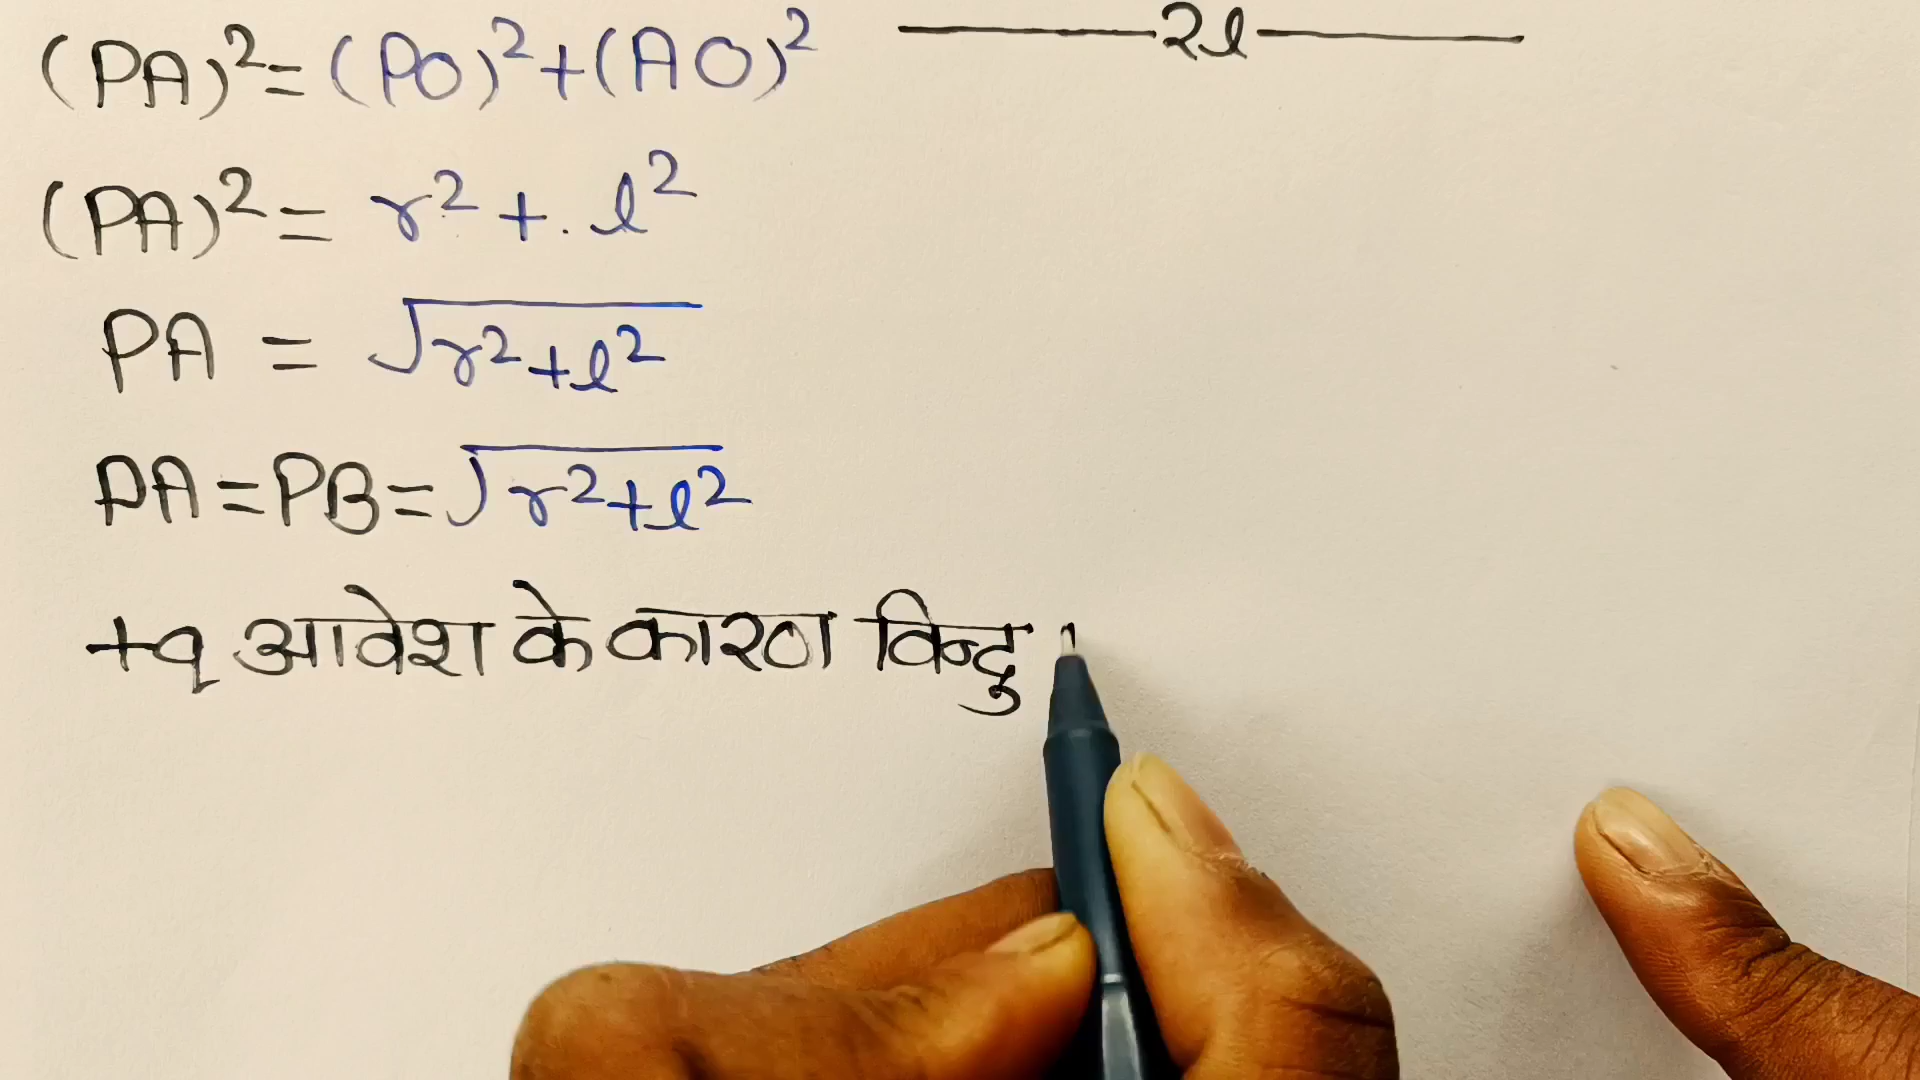 (PA)²=(PO)²+(AO)²
2l
(PA)²= r²+. l²
PA = √r²+l²
PA=PB=√r²+l²
+q आवेश के कारण विन्दु